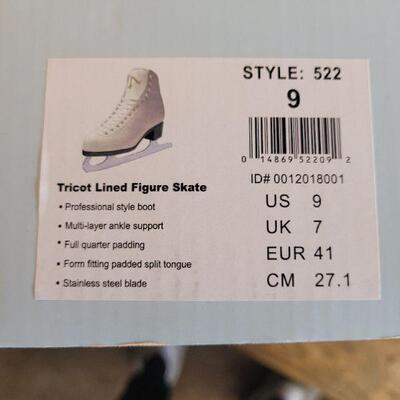 STYLE: 522
9
0 14869 52209 2
ID# 0012018001
US 9
UK 7
EUR 41
CM 27.1
Tricot Lined Figure Skate
• Professional style boot
• Multi-layer ankle support
• Full quarter padding
• Form fitting padded split tongue
• Stainless steel blade